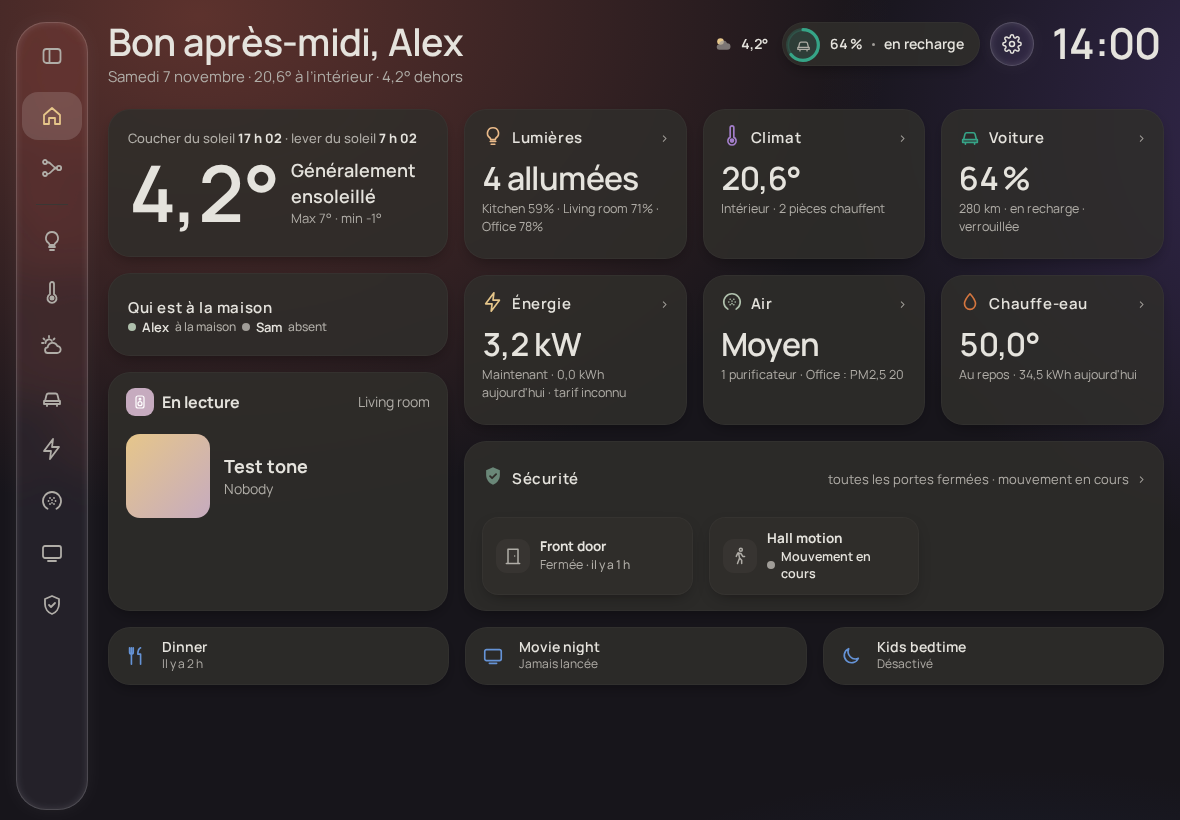 Bon après-midi, Alex
Samedi 7 novembre · 20,6° à l'intérieur · 4,2° dehors
4,2°
64 % · en recharge
14:00
Coucher du soleil 17 h 02 · lever du soleil 7 h 02
4,2°
Généralement
ensoleillé
Max 7° · min -1°
Lumières
4 allumées
Kitchen 59% · Living room 71% ·
Office 78%
Climat
20,6°
Intérieur · 2 pièces chauffent
Voiture
64 %
280 km · en recharge ·
verrouillée
Qui est à la maison
Alex à la maison Sam absent
Énergie
3,2 kW
Maintenant · 0,0 kWh
aujourd'hui · tarif inconnu
Air
Moyen
1 purificateur · Office : PM2,5 20
Chauffe-eau
50,0°
Au repos · 34,5 kWh aujourd'hui
En lecture
Living room
Test tone
Nobody
Sécurité
toutes les portes fermées · mouvement en cours
Front door
Fermée · il y a 1 h
Hall motion
Mouvement en
cours
Dinner
Il y a 2 h
Movie night
Jamais lancée
Kids bedtime
Désactivé